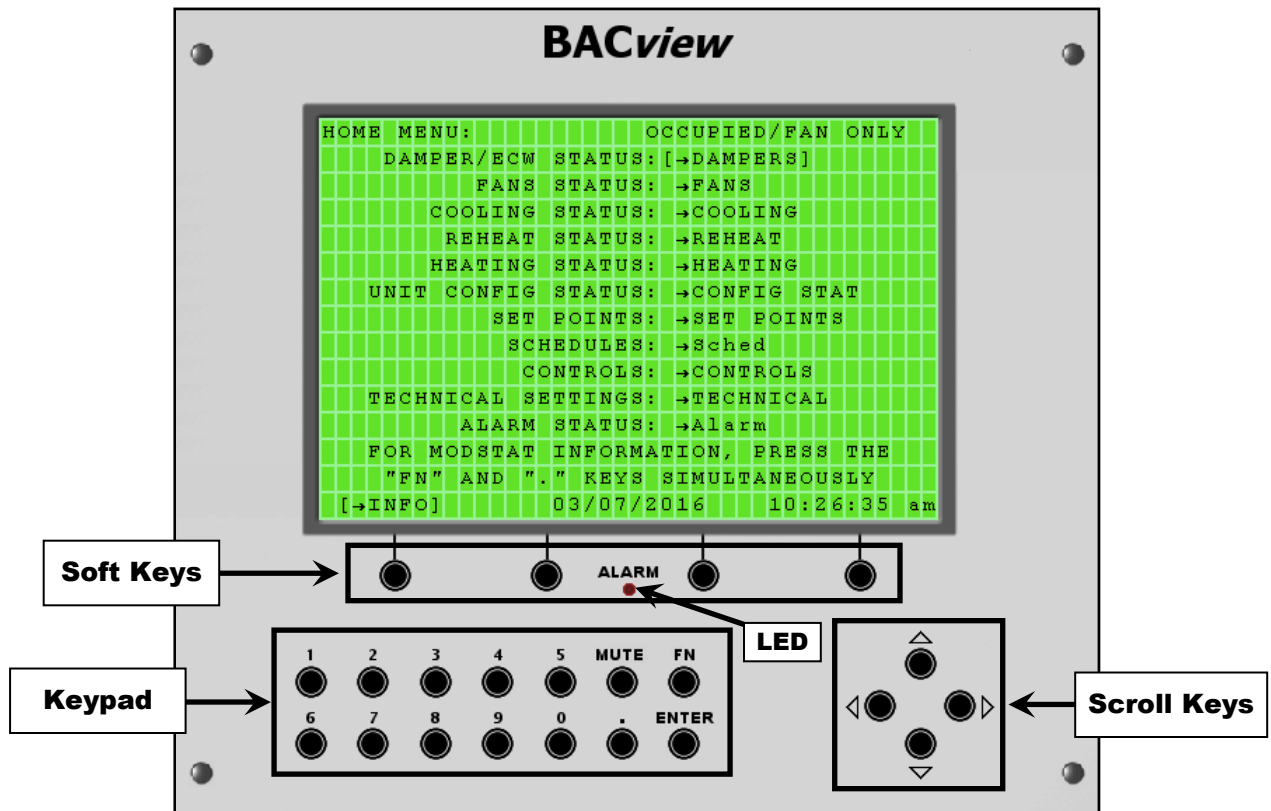 BACview
HOME MENU: OCCUPIED/FAN ONLY
DAMPER/ECW STATUS:[→DAMPERS]
FANS STATUS: →FANS
COOLING STATUS: →COOLING
REHEAT STATUS: →REHEAT
HEATING STATUS: →HEATING
UNIT CONFIG STATUS: →CONFIG STAT
SET POINTS: →SET POINTS
SCHEDULES: →Sched
CONTROLS: →CONTROLS
TECHNICAL SETTINGS: →TECHNICAL
ALARM STATUS: →Alarm
FOR MODSTAT INFORMATION, PRESS THE
"FN" AND "." KEYS SIMULTANEOUSLY
[→INFO] 03/07/2016 10:26:35 am
Soft Keys
ALARM
LED
Keypad
1 2 3 4 5 MUTE FN
6 7 8 9 0 . ENTER
Scroll Keys